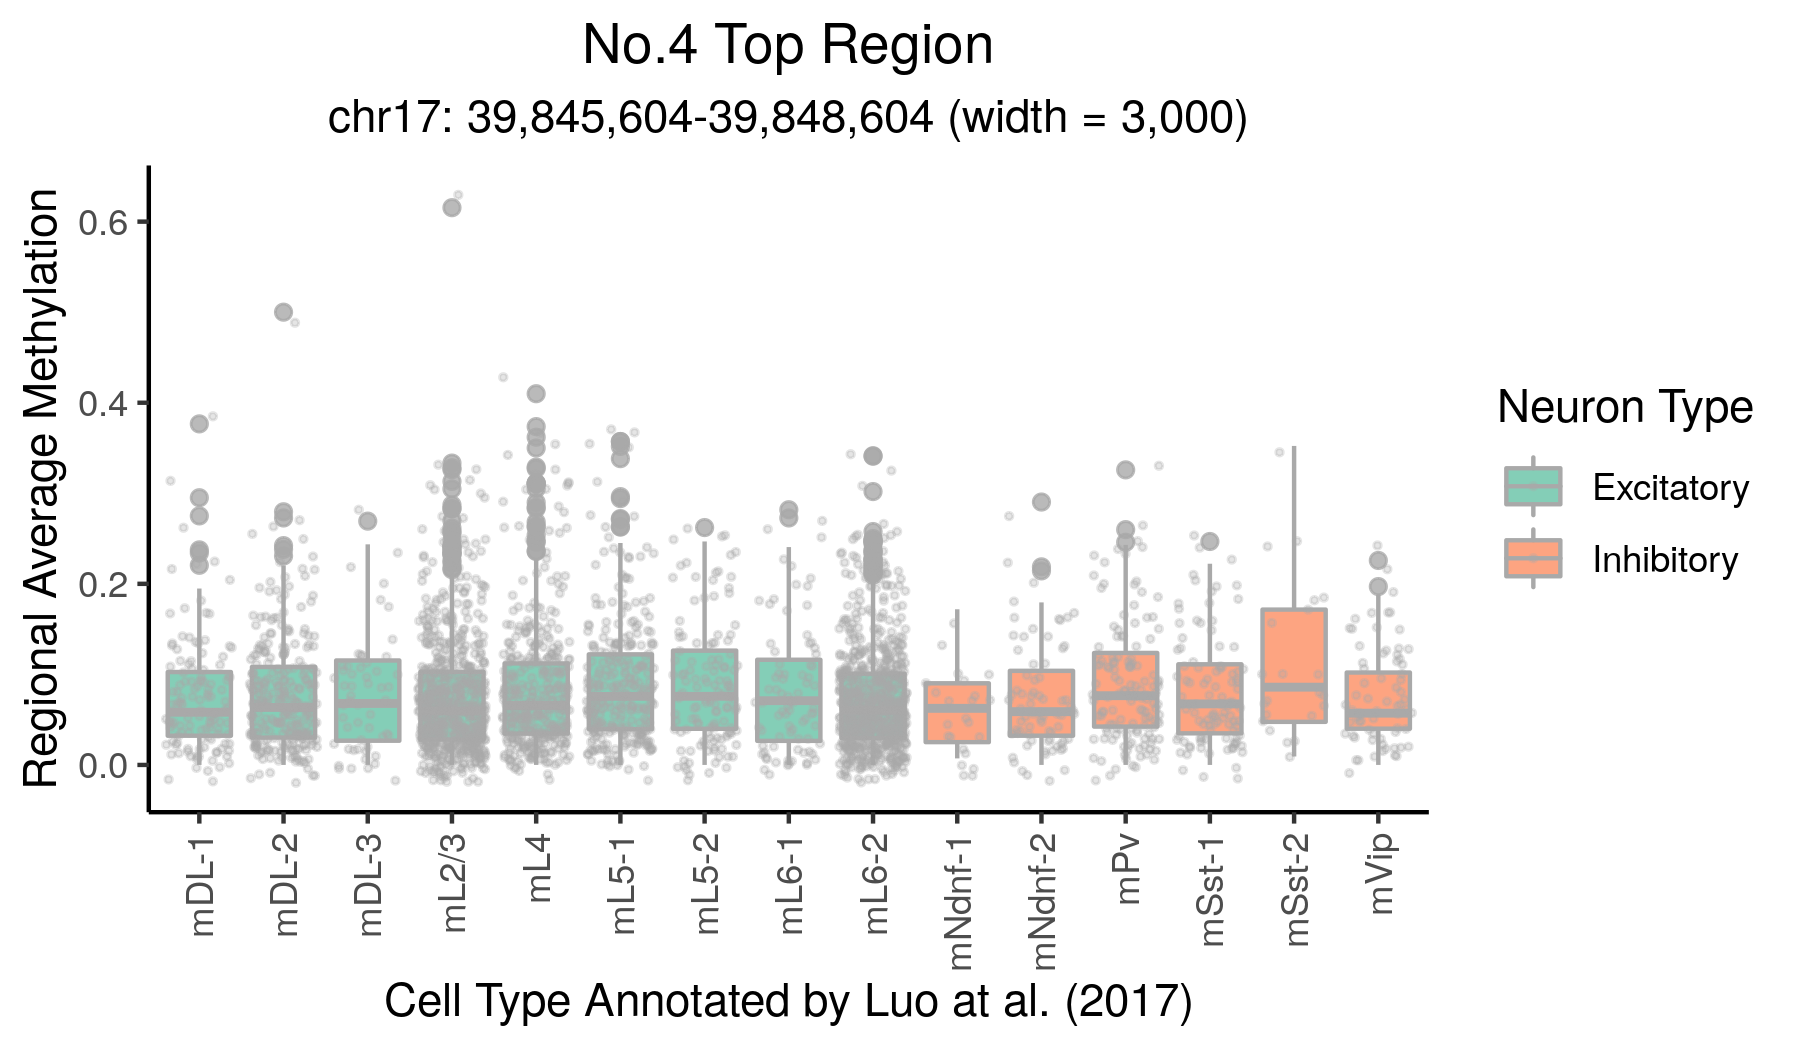 No.4 Top Region
chr17: 39,845,604-39,848,604 (width = 3,000)
Regional Average Methylation
0.6
0.4
0.2
0.0
mDL-1
mDL-2
mDL-3
mL2/3
mL4
mL5-1
mL5-2
mL6-1
mL6-2
mNdnf-1
mNdnf-2
mPv
mSst-1
mSst-2
mVip
Cell Type Annotated by Luo at al. (2017)
Neuron Type
Excitatory
Inhibitory